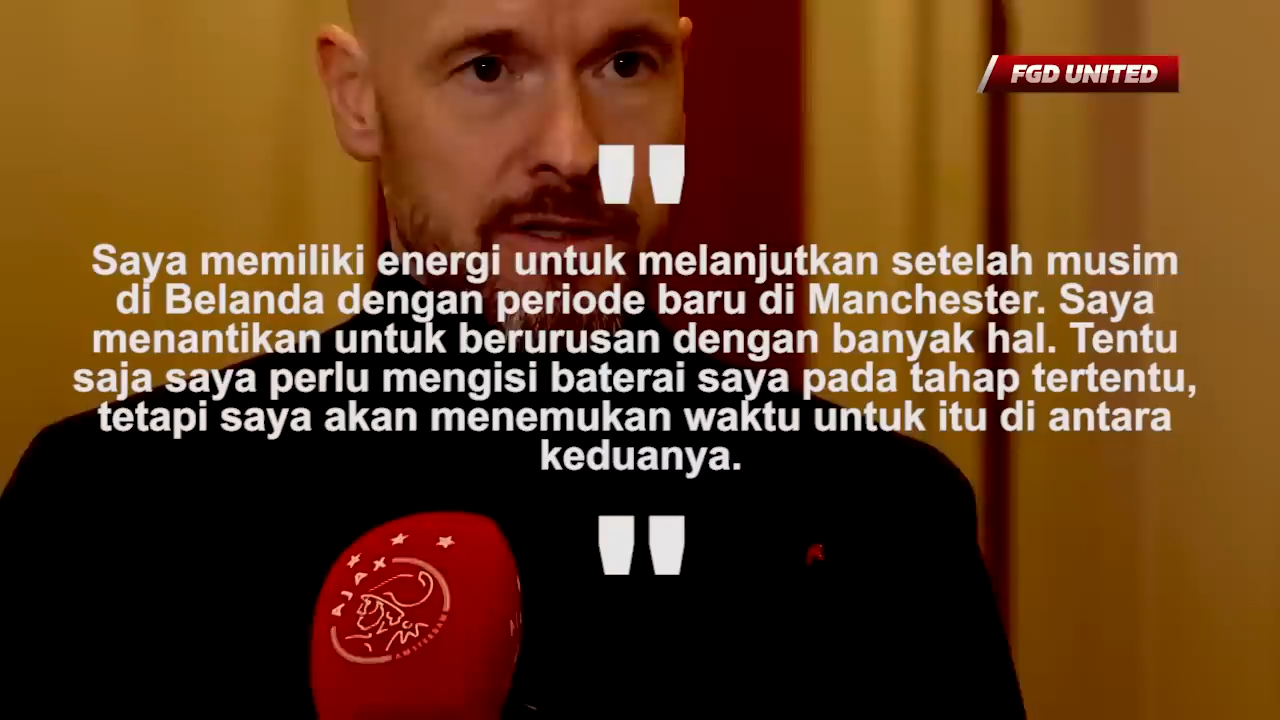 FGD UNITED
"
Saya memiliki energi untuk melanjutkan setelah musim
di Belanda dengan periode baru di Manchester. Saya
menantikan untuk berurusan dengan banyak hal. Tentu
saja saya perlu mengisi baterai saya pada tahap tertentu,
tetapi saya akan menemukan waktu untuk itu di antara
keduanya.
"
AJAX
AMSTERDAM